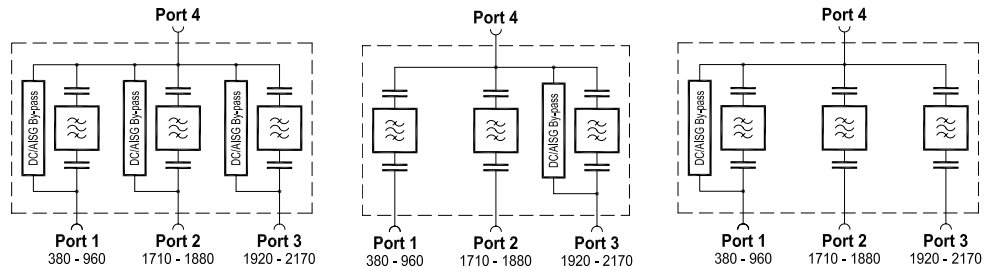 Port 4
DC/AISG By-pass
DC/AISG By-pass
DC/AISG By-pass
Port 1
380 - 960
Port 2
1710 - 1880
Port 3
1920 - 2170
Port 4
DC/AISG By-pass
Port 1
380 - 960
Port 2
1710 - 1880
Port 3
1920 - 2170
Port 4
DC/AISG By-pass
Port 1
380 - 960
Port 2
1710 - 1880
Port 3
1920 - 2170